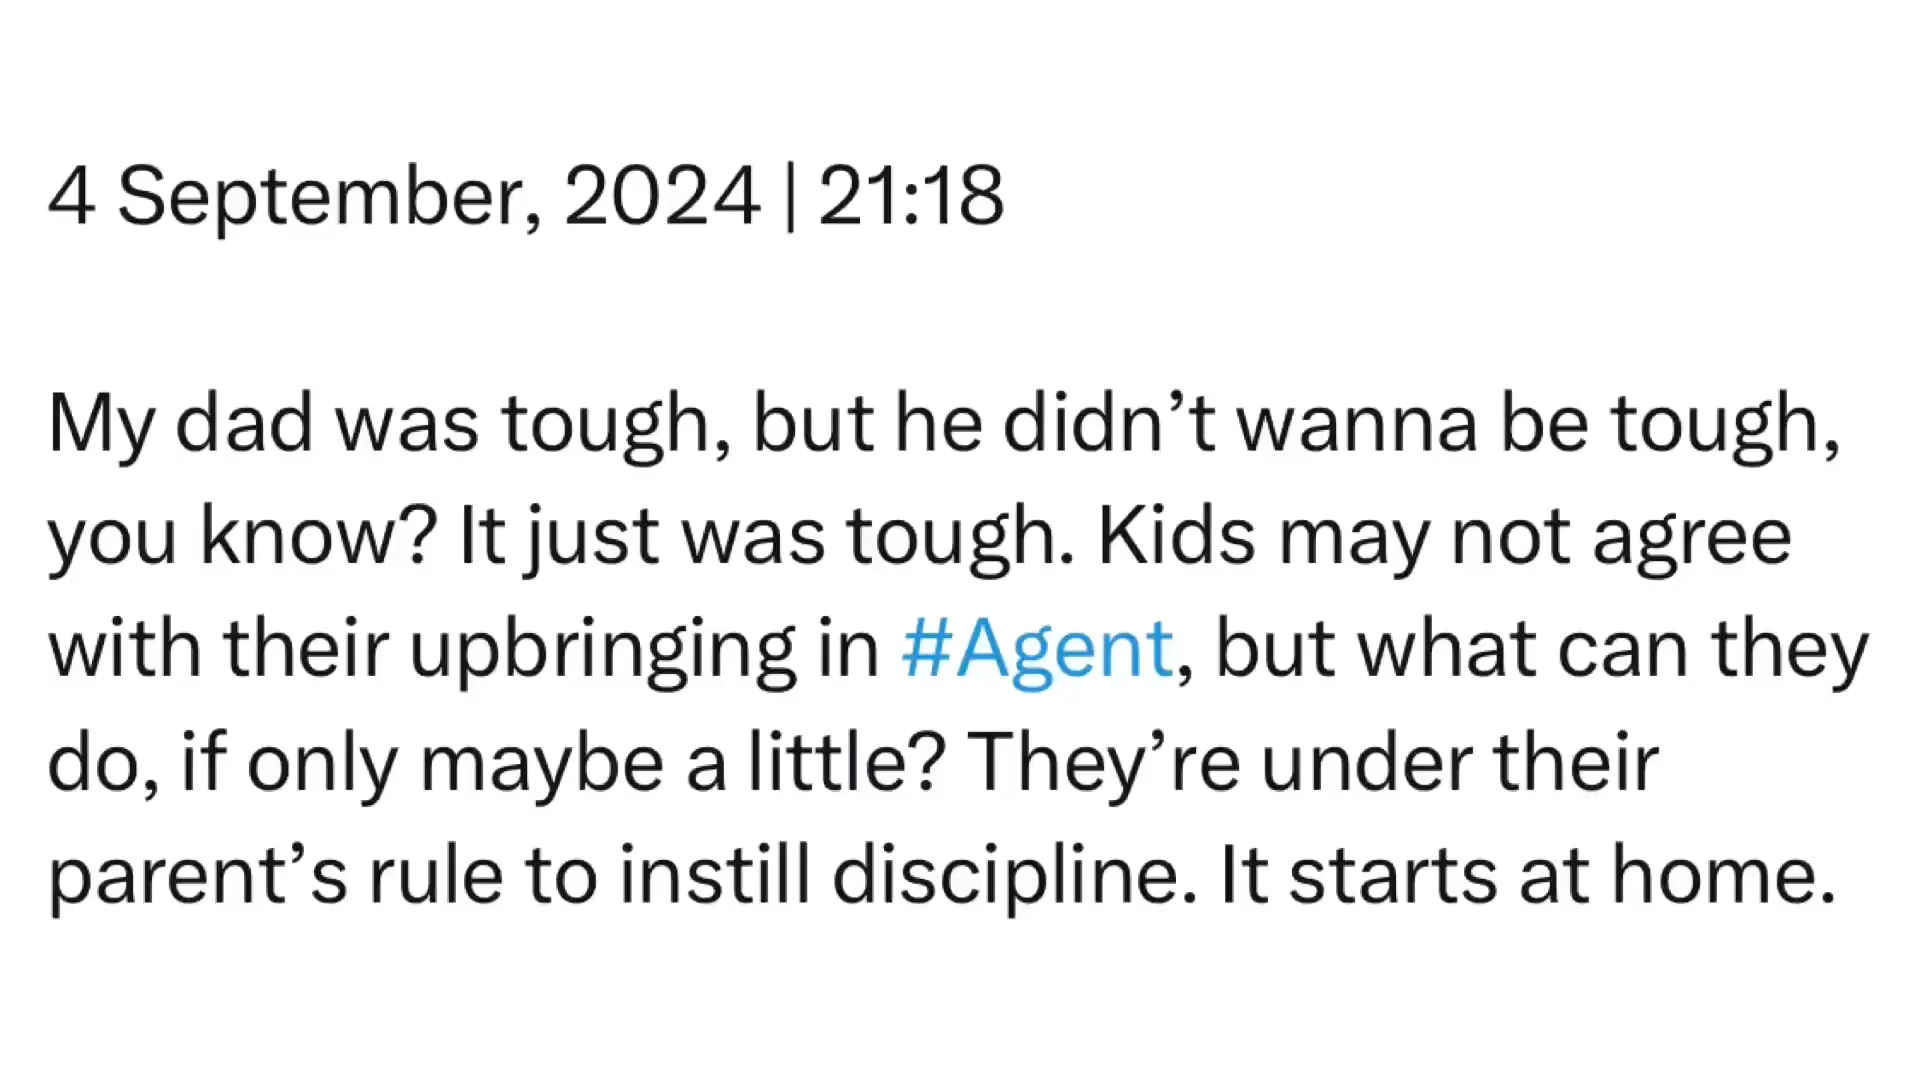 4 September, 2024 | 21:18
My dad was tough, but he didn’t wanna be tough,
you know? It just was tough. Kids may not agree
with their upbringing in #Agent, but what can they
do, if only maybe a little? They’re under their
parent’s rule to instill discipline. It starts at home.